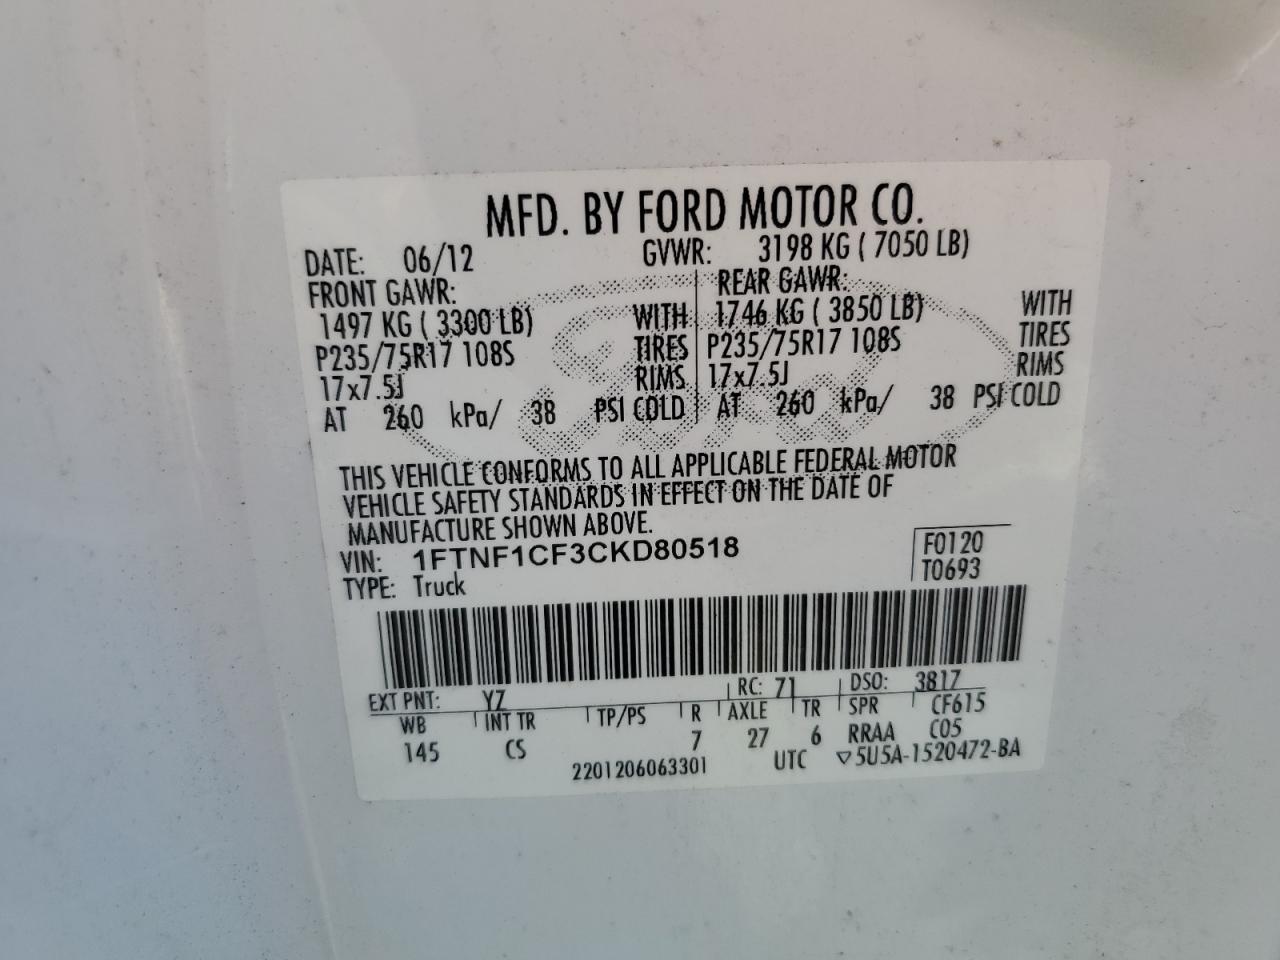 MFD. BY FORD MOTOR CO.
DATE: 06/12 GVWR: 3198 KG ( 7050 LB)
FRONT GAWR: REAR GAWR:
1497 KG ( 3300 LB) WITH 1746 KG ( 3850 LB) WITH
P235/75R17 108S TIRES P235/75R17 108S TIRES
17x7.5J RIMS 17x7.5J RIMS
AT 260 kPa/ 38 PSI COLD AT 260 kPa/ 38 PSI COLD
Ford
THIS VEHICLE CONFORMS TO ALL APPLICABLE FEDERAL MOTOR
VEHICLE SAFETY STANDARDS IN EFFECT ON THE DATE OF
MANUFACTURE SHOWN ABOVE.
VIN: 1FTNF1CF3CKD80518 F0120
TYPE: Truck T0693
EXT PNT: YZ RC: 71 DSO: 3817
WB INT TR TP/PS R AXLE TR SPR CF615
145 CS 7 27 6 RRAA C05
2201206063301 UTC ▽5U5A-1520472-BA